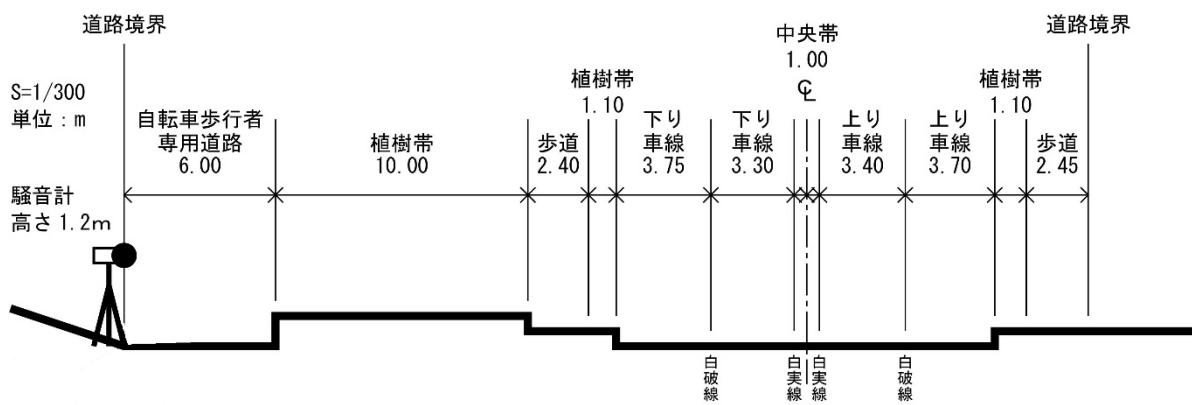 道路境界
道路境界
S=1/300
単位:m
騒音計
高さ1.2m
自転車歩行者
専用道路
6.00
植樹帯
10.00
歩道
2.40
植樹帯
1.10
下り
車線
3.75
下り
車線
3.30
中央帯
1.00
℄
上り
車線
3.40
上り
車線
3.70
植樹帯
1.10
歩道
2.45
白破線
白実線
白実線
白破線